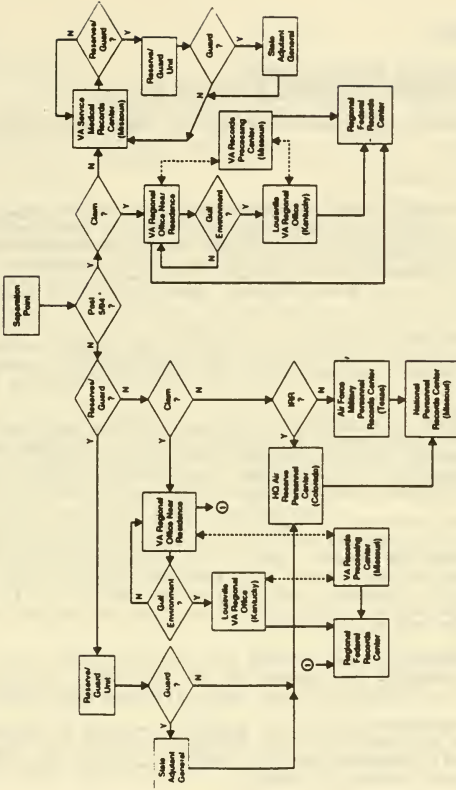 Separation
Point
Post
5/94 *
?
N
Y
Reserves/
Guard
?
Y
N
Reserve/
Guard
Unit
Guard
?
Y
N
State
Adjutant
General
Claim
?
Y
N
VA Regional
Office Near
Residence
1
Gulf
Environment
?
N
Y
Louisville
VA Regional
Office
(Kentucky)
1
Regional
Federal
Records
Center
VA Records
Processing
Center
(Missouri)
IRR
?
Y
N
HQ Air
Reserve
Personnel
Center
(Colorado)
Air Force
Military
Personnel
Records Center
(Texas)
National
Personnel
Records Center
(Missouri)
Claim
?
N
Y
VA Service
Medical
Records
Center
(Missouri)
Reserves/
Guard
?
N
Y
Reserve/
Guard Unit
Guard
?
N
Y
State
Adjutant
General
VA Regional
Office Near
Residence
Gulf
Environment
?
N
Y
Louisville
VA Regional
Office
(Kentucky)
VA Records
Processing
Center
(Missouri)
Regional
Federal Records
Center